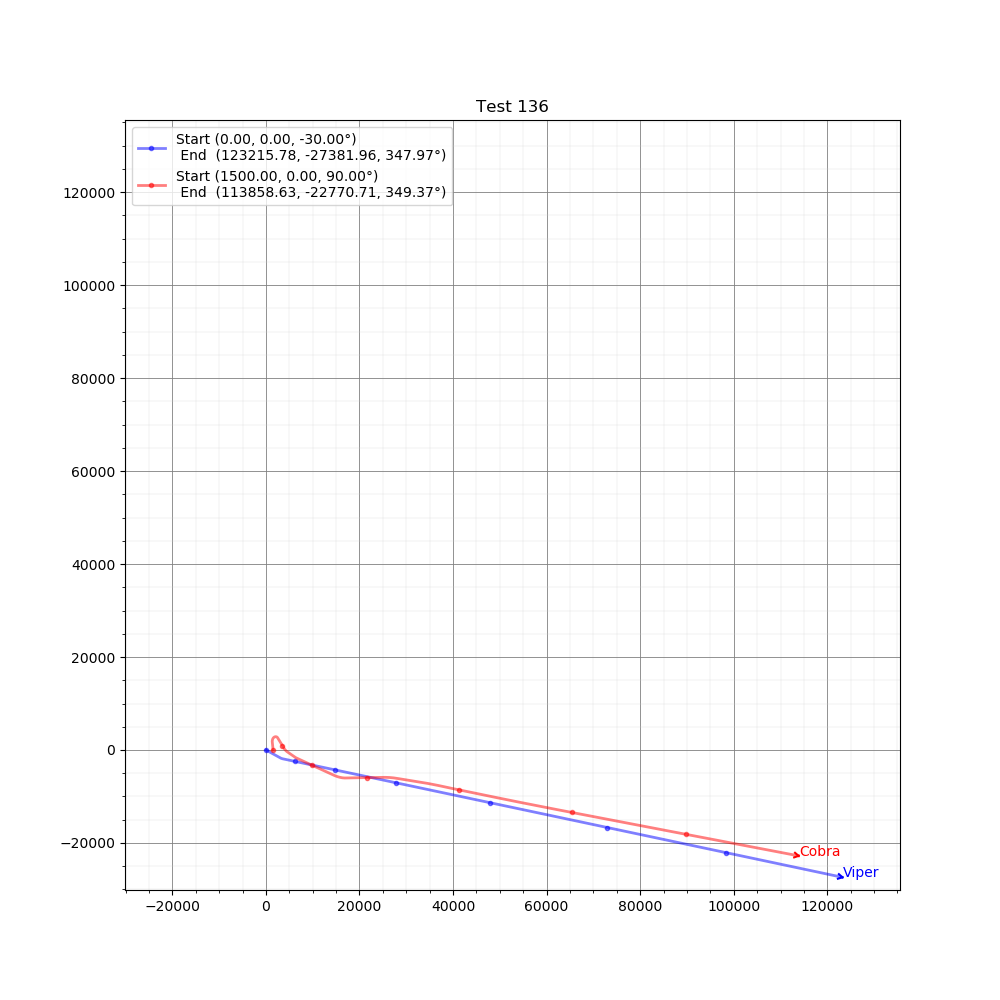 Test 136
Start (0.00, 0.00, -30.00°)
End (123215.78, -27381.96, 347.97°)
Start (1500.00, 0.00, 90.00°)
End (113858.63, -22770.71, 349.37°)
120000
100000
80000
60000
40000
20000
0
−20000
Cobra
Viper
−20000 0 20000 40000 60000 80000 100000 120000